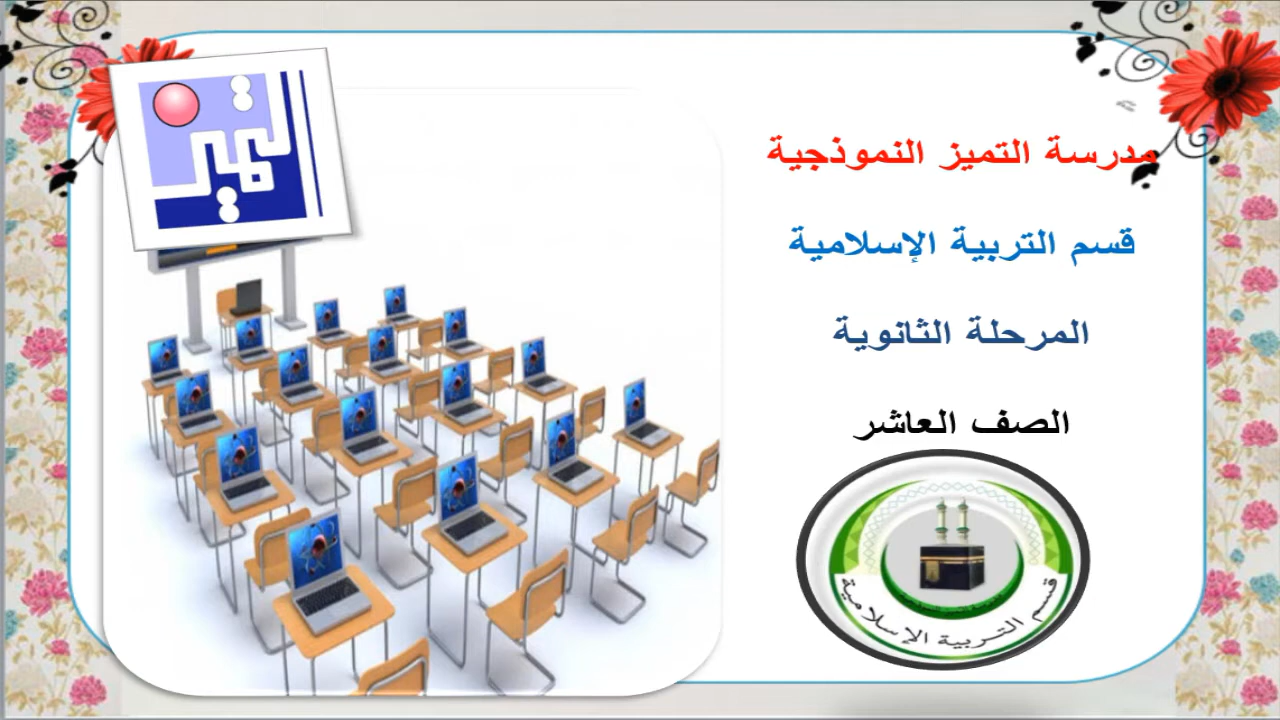 مدرسة التميز النموذجية
قسم التربية الإسلامية
المرحلة الثانوية
الصف العاشر
قسم التربية الإسلامية
التميز